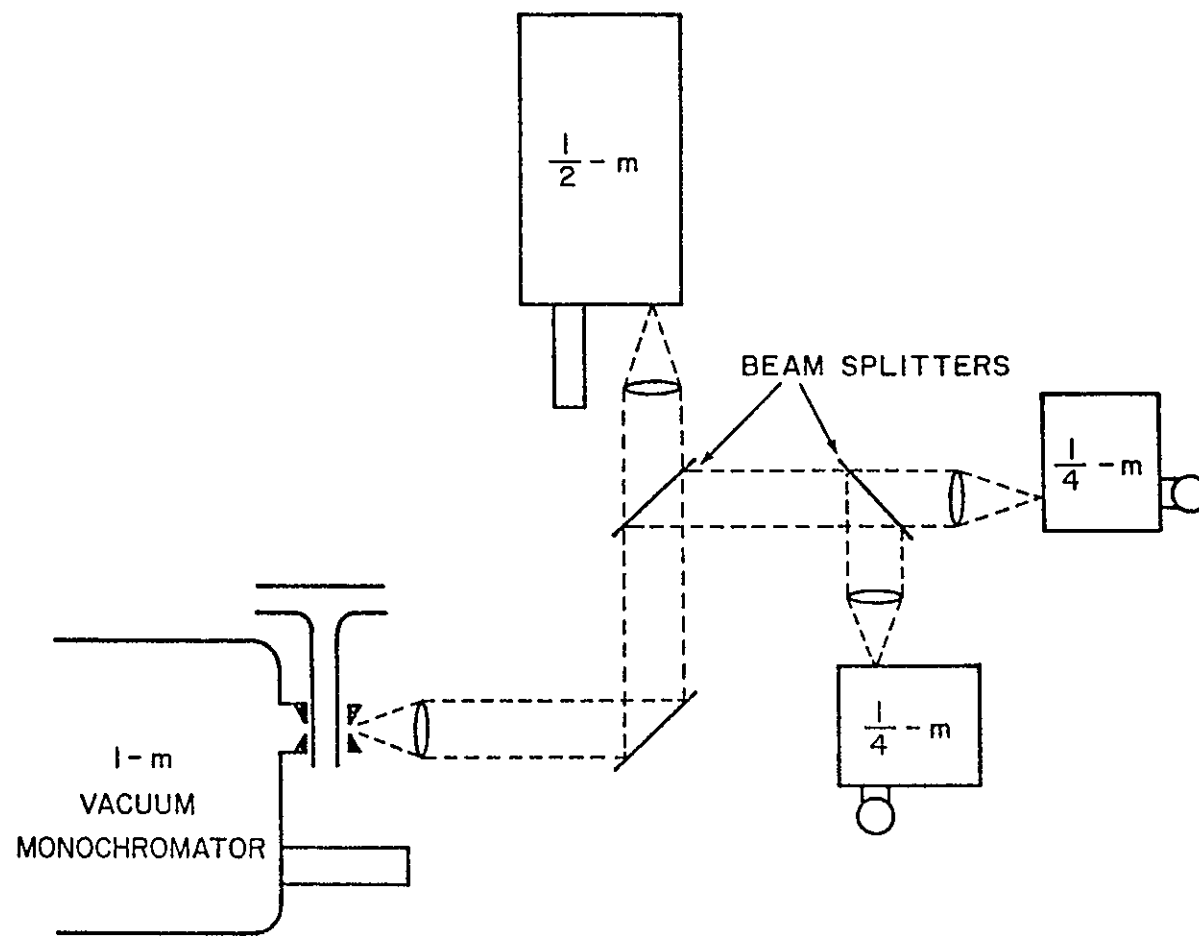 1/2 - m
BEAM SPLITTERS
1/4 - m
1/4 - m
1 - m
VACUUM
MONOCHROMATOR